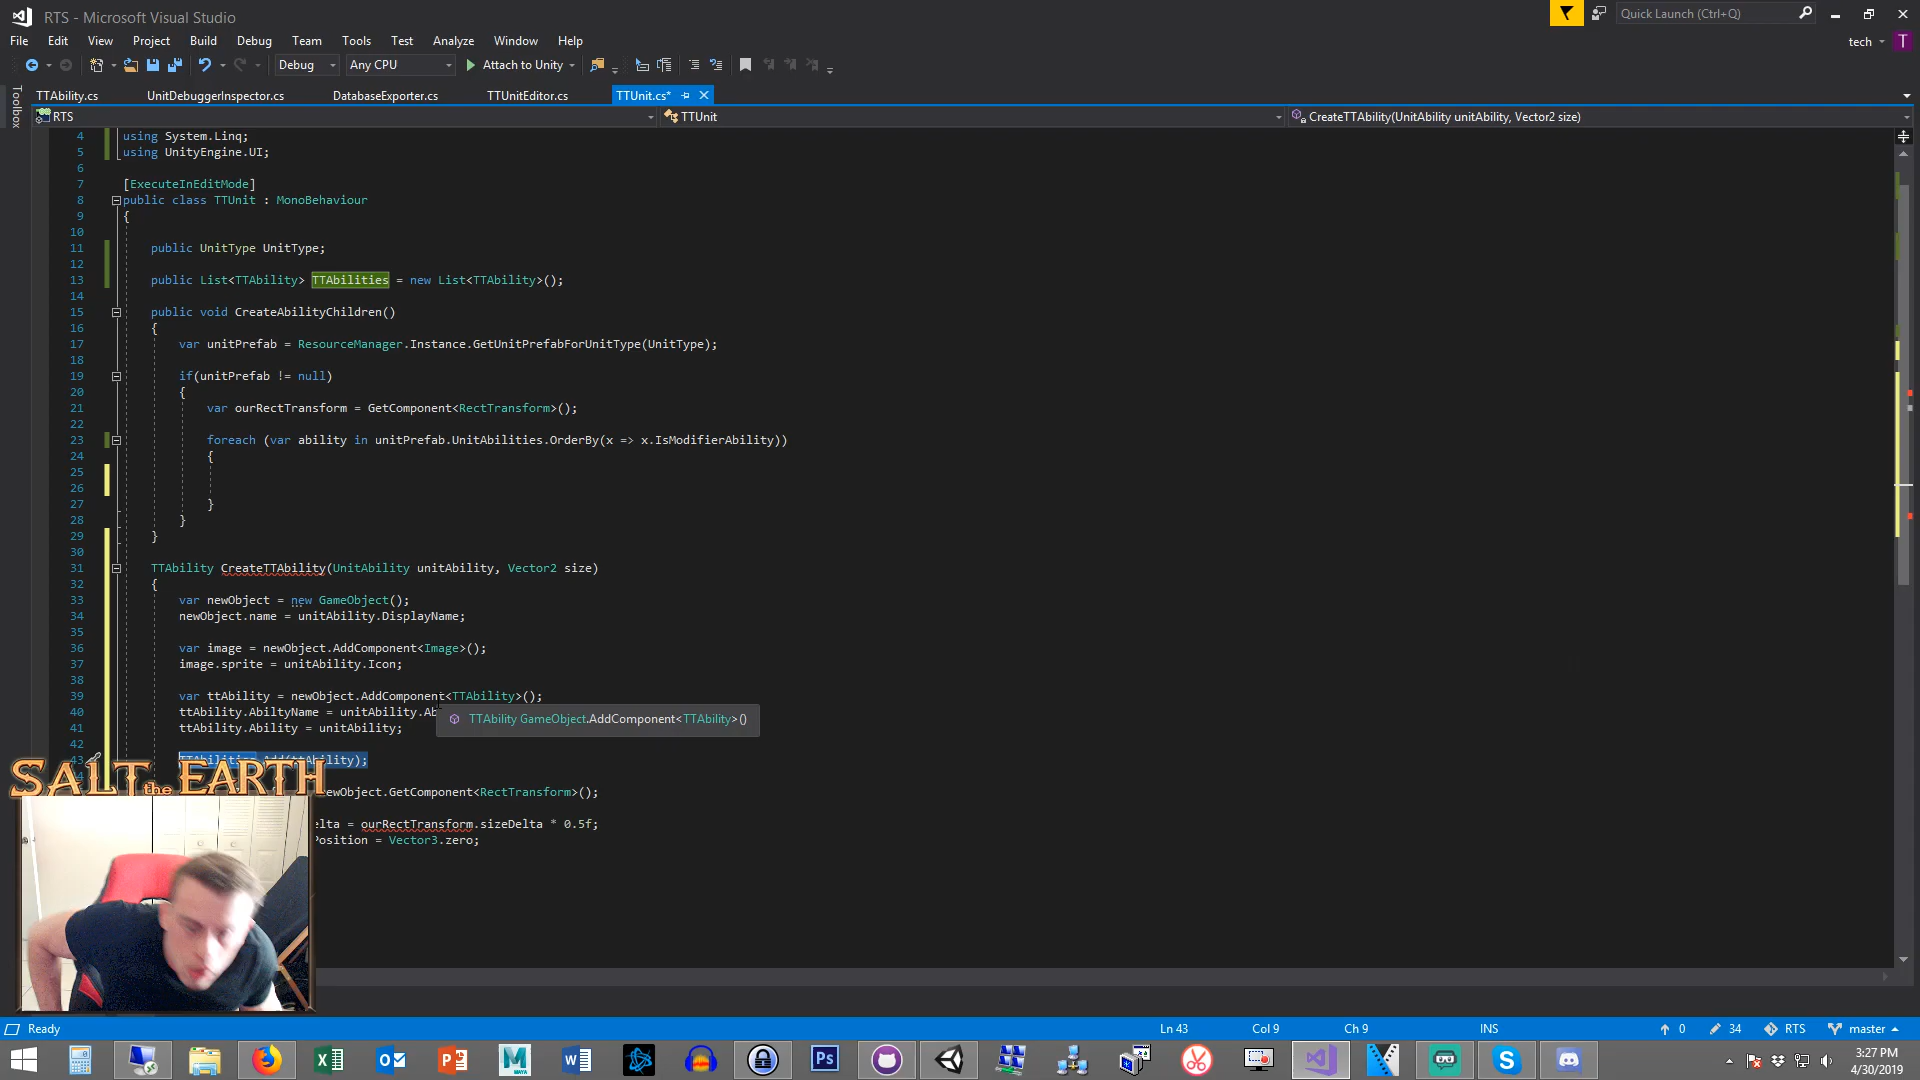 RTS - Microsoft Visual Studio
Quick Launch (Ctrl+Q)
File Edit View Project Build Debug Team Tools Test Analyze Window Help
tech T
Debug Any CPU Attach to Unity
Toolbox
TTAbility.cs UnitDebuggerInspector.cs DatabaseExporter.cs TTUnitEditor.cs TTUnit.cs*
RTS TTUnit CreateTTAbility(UnitAbility unitAbility, Vector2 size)
4 using System.Linq;
5 using UnityEngine.UI;
6
7 [ExecuteInEditMode]
8 public class TTUnit : MonoBehaviour
9 {
10
11 public UnitType UnitType;
12
13 public List<TTAbility> TTAbilities = new List<TTAbility>();
14
15 public void CreateAbilityChildren()
16 {
17 var unitPrefab = ResourceManager.Instance.GetUnitPrefabForUnitType(UnitType);
18
19 if(unitPrefab != null)
20 {
21 var ourRectTransform = GetComponent<RectTransform>();
22
23 foreach (var ability in unitPrefab.UnitAbilities.OrderBy(x => x.IsModifierAbility))
24 {
25
26
27 }
28 }
29 }
30
31 TTAbility CreateTTAbility(UnitAbility unitAbility, Vector2 size)
32 {
33 var newObject = new GameObject();
34 newObject.name = unitAbility.DisplayName;
35
36 var image = newObject.AddComponent<Image>();
37 image.sprite = unitAbility.Icon;
38
39 var ttAbility = newObject.AddComponent<TTAbility>();
40 ttAbility.AbiltyName = unitAbility.Ab
TTAbility GameObject.AddComponent<TTAbility>()
41 ttAbility.Ability = unitAbility;
42
43 TTAbilities.Add(ttAbility);
SALT the EARTH
ewObject.GetComponent<RectTransform>();
elta = ourRectTransform.sizeDelta * 0.5f;
Position = Vector3.zero;
Ready Ln 43 Col 9 Ch 9 INS 0 34 RTS master
3:27 PM
4/30/2019